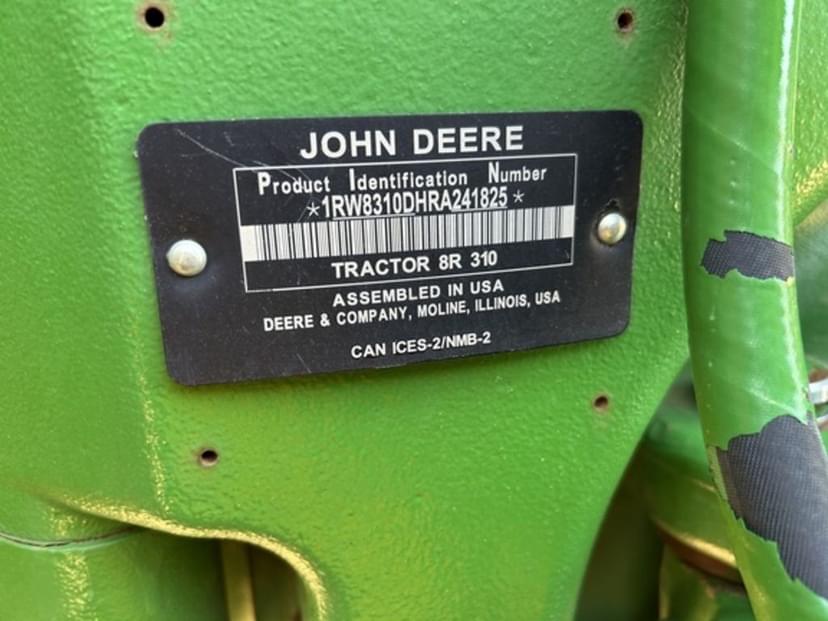 JOHN DEERE
Product Identification Number
*1RW8310DHRA241825*
TRACTOR 8R 310
ASSEMBLED IN USA
DEERE & COMPANY, MOLINE, ILLINOIS, USA
CAN ICES-2/NMB-2